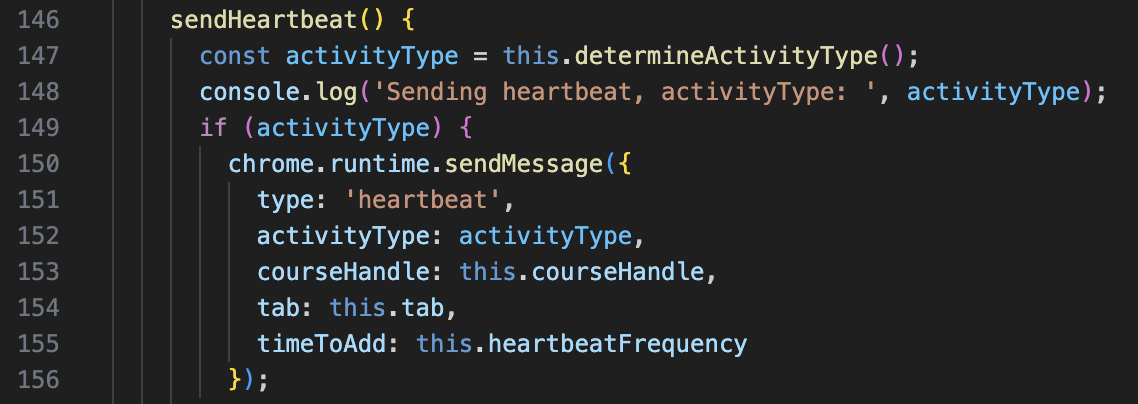 146 sendHeartbeat() {
147 const activityType = this.determineActivityType();
148 console.log('Sending heartbeat, activityType: ', activityType);
149 if (activityType) {
150 chrome.runtime.sendMessage({
151 type: 'heartbeat',
152 activityType: activityType,
153 courseHandle: this.courseHandle,
154 tab: this.tab,
155 timeToAdd: this.heartbeatFrequency
156 });